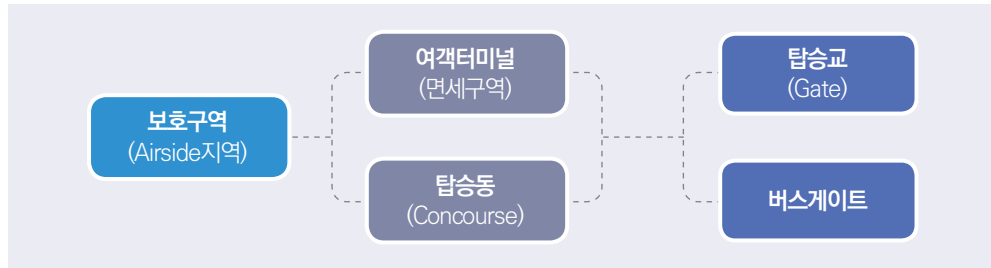 보호구역
(Airside지역)
여객터미널
(면세구역)
탑승동
(Concourse)
탑승교
(Gate)
버스게이트